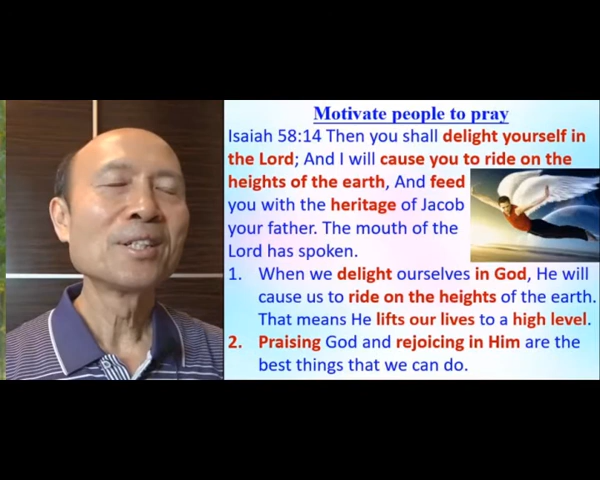 Motivate people to pray
Isaiah 58:14 Then you shall delight yourself in
the Lord; And I will cause you to ride on the
heights of the earth, And feed
you with the heritage of Jacob
your father. The mouth of the
Lord has spoken.
1. When we delight ourselves in God, He will
cause us to ride on the heights of the earth.
That means He lifts our lives to a high level.
2. Praising God and rejoicing in Him are the
best things that we can do.